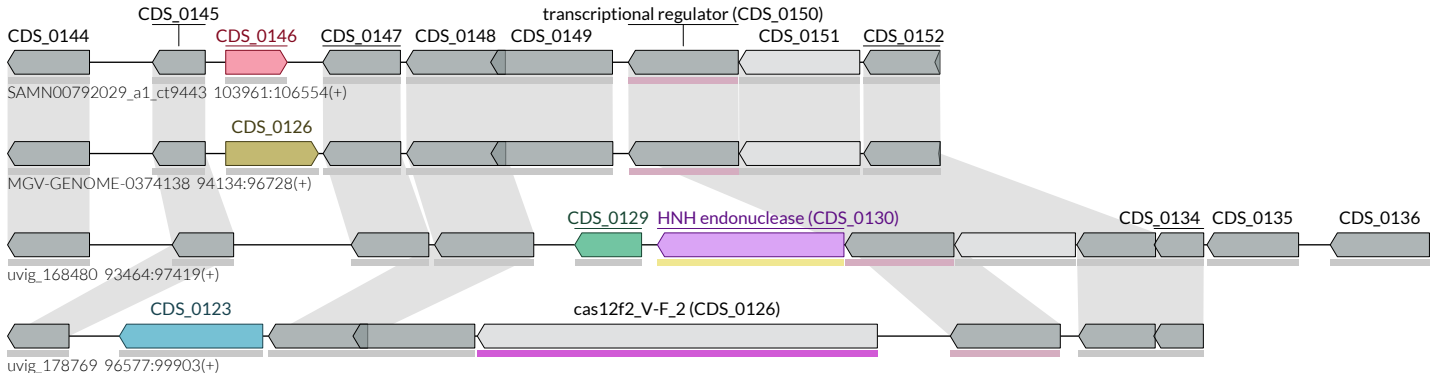 CDS_0145 transcriptional regulator (CDS_0150)
CDS_0144 CDS_0146 CDS_0147 CDS_0148 CDS_0149 CDS_0151 CDS_0152
SAMN00792029_a1_ct9443 103961:106554(+)
CDS_0126
MGV-GENOME-0374138 94134:96728(+)
CDS_0129 HNH endonuclease (CDS_0130) CDS_0134 CDS_0135 CDS_0136
uvig_168480 93464:97419(+)
CDS_0123 cas12f2_V-F_2 (CDS_0126)
uvig_178769 96577:99903(+)